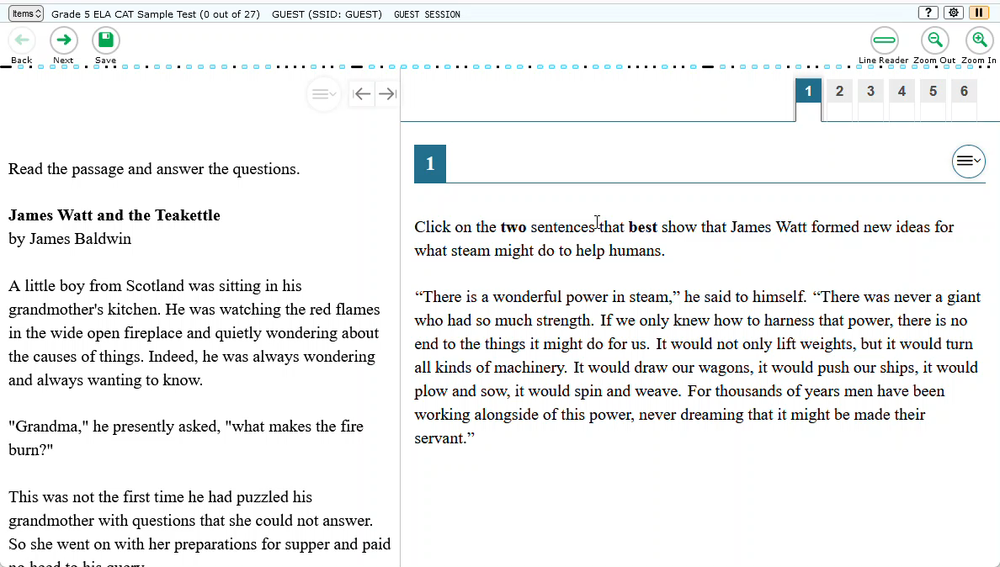 Items Grade 5 ELA CAT Sample Test (0 out of 27) GUEST (SSID: GUEST) GUEST SESSION ?
Back Next Save Line Reader Zoom Out Zoom In
1 2 3 4 5 6
Read the passage and answer the questions.
James Watt and the Teakettle
by James Baldwin
A little boy from Scotland was sitting in his
grandmother's kitchen. He was watching the red flames
in the wide open fireplace and quietly wondering about
the causes of things. Indeed, he was always wondering
and always wanting to know.
"Grandma," he presently asked, "what makes the fire
burn?"
This was not the first time he had puzzled his
grandmother with questions that she could not answer.
So she went on with her preparations for supper and paid
no heed to his query.
1
Click on the two sentences that best show that James Watt formed new ideas for
what steam might do to help humans.
“There is a wonderful power in steam,” he said to himself. “There was never a giant
who had so much strength. If we only knew how to harness that power, there is no
end to the things it might do for us. It would not only lift weights, but it would turn
all kinds of machinery. It would draw our wagons, it would push our ships, it would
plow and sow, it would spin and weave. For thousands of years men have been
working alongside of this power, never dreaming that it might be made their
servant.”